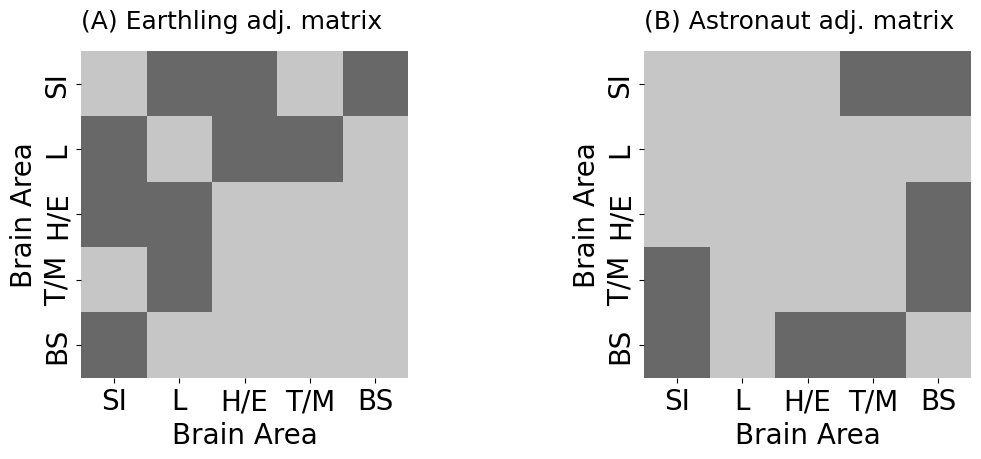 (A) Earthling adj. matrix
SI
L
H/E
T/M
BS
Brain Area
SI L H/E T/M BS
Brain Area
(B) Astronaut adj. matrix
SI
L
H/E
T/M
BS
Brain Area
SI L H/E T/M BS
Brain Area